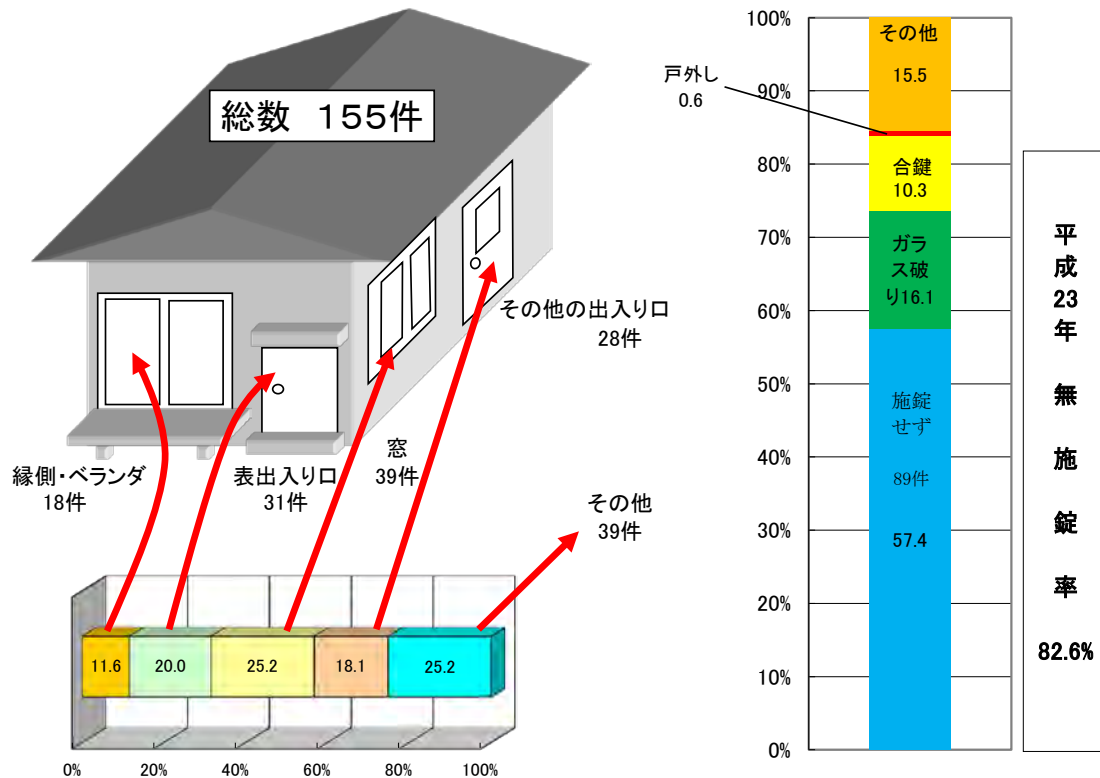 総数　155件
その他の出入り口
28件
縁側・ベランダ
18件
表出入り口
31件
窓
39件
その他
39件
11.6
20.0
25.2
18.1
25.2
0%
20%
40%
60%
80%
100%
100%
90%
80%
70%
60%
50%
40%
30%
20%
10%
0%
戸外し
0.6
その他
15.5
合鍵
10.3
ガラ
ス破
り16.1
施錠
せず
89件
57.4
平
成
23
年
無
施
錠
率
82.6%